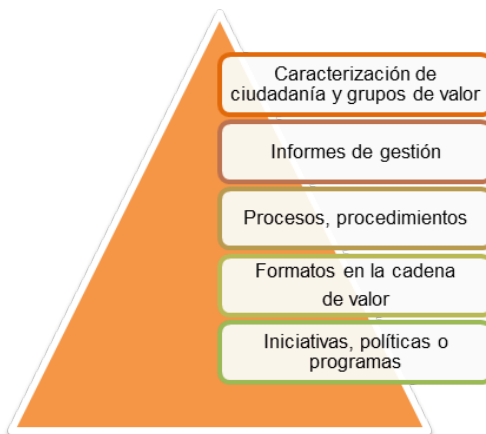 Caracterización de
ciudadanía y grupos de valor
Informes de gestión
Procesos, procedimientos
Formatos en la cadena
de valor
Iniciativas, políticas o
programas